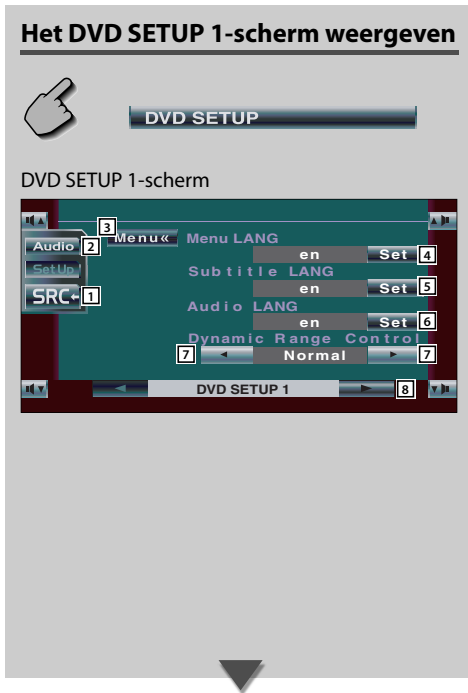 Het DVD SETUP 1-scherm weergeven
DVD SETUP
DVD SETUP 1-scherm
3
Audio 2 Menu« Menu LANG
en Set 4
SetUp Subtitle LANG
SRC 1 en Set 5
Audio LANG
en Set 6
Dynamic Range Control
7 ◄ Normal ► 7
◄ DVD SETUP 1 ► 8